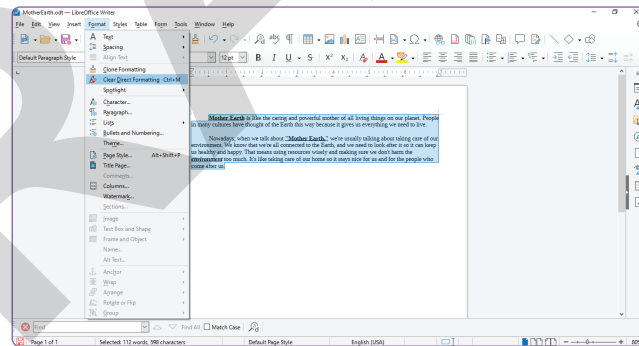 MotherEarth.odt — LibreOffice Writer
File Edit View Insert Format Styles Table Form Tools Window Help
Default Paragraph Style
12 pt
Text
Spacing
Align Text
Clone Formatting
Clear Direct Formatting Ctrl+M
Spotlight
Character...
Paragraph...
Lists
Bullets and Numbering...
Theme...
Page Style... Alt+Shift+P
Title Page...
Comments...
Columns...
Watermark...
Sections...
Image
Text Box and Shape
Frame and Object
Name...
Alt Text...
Anchor
Wrap
Arrange
Rotate or Flip
Group
Mother Earth is like the caring and powerful mother of all living things on our planet. People
in many cultures have thought of the Earth this way because it gives us everything we need to live.
Nowadays, when we talk about "Mother Earth," we're usually talking about taking care of our
environment. We know that we're all connected to the Earth, and we need to look after it so it can keep
us healthy and happy. That means using resources wisely and making sure we don't harm the
environment too much. It's like taking care of our home so it stays nice for us and for the people who
come after us.
Find
Find All
Match Case
Page 1 of 1
Selected: 112 words, 598 characters
Default Page Style
English (USA)